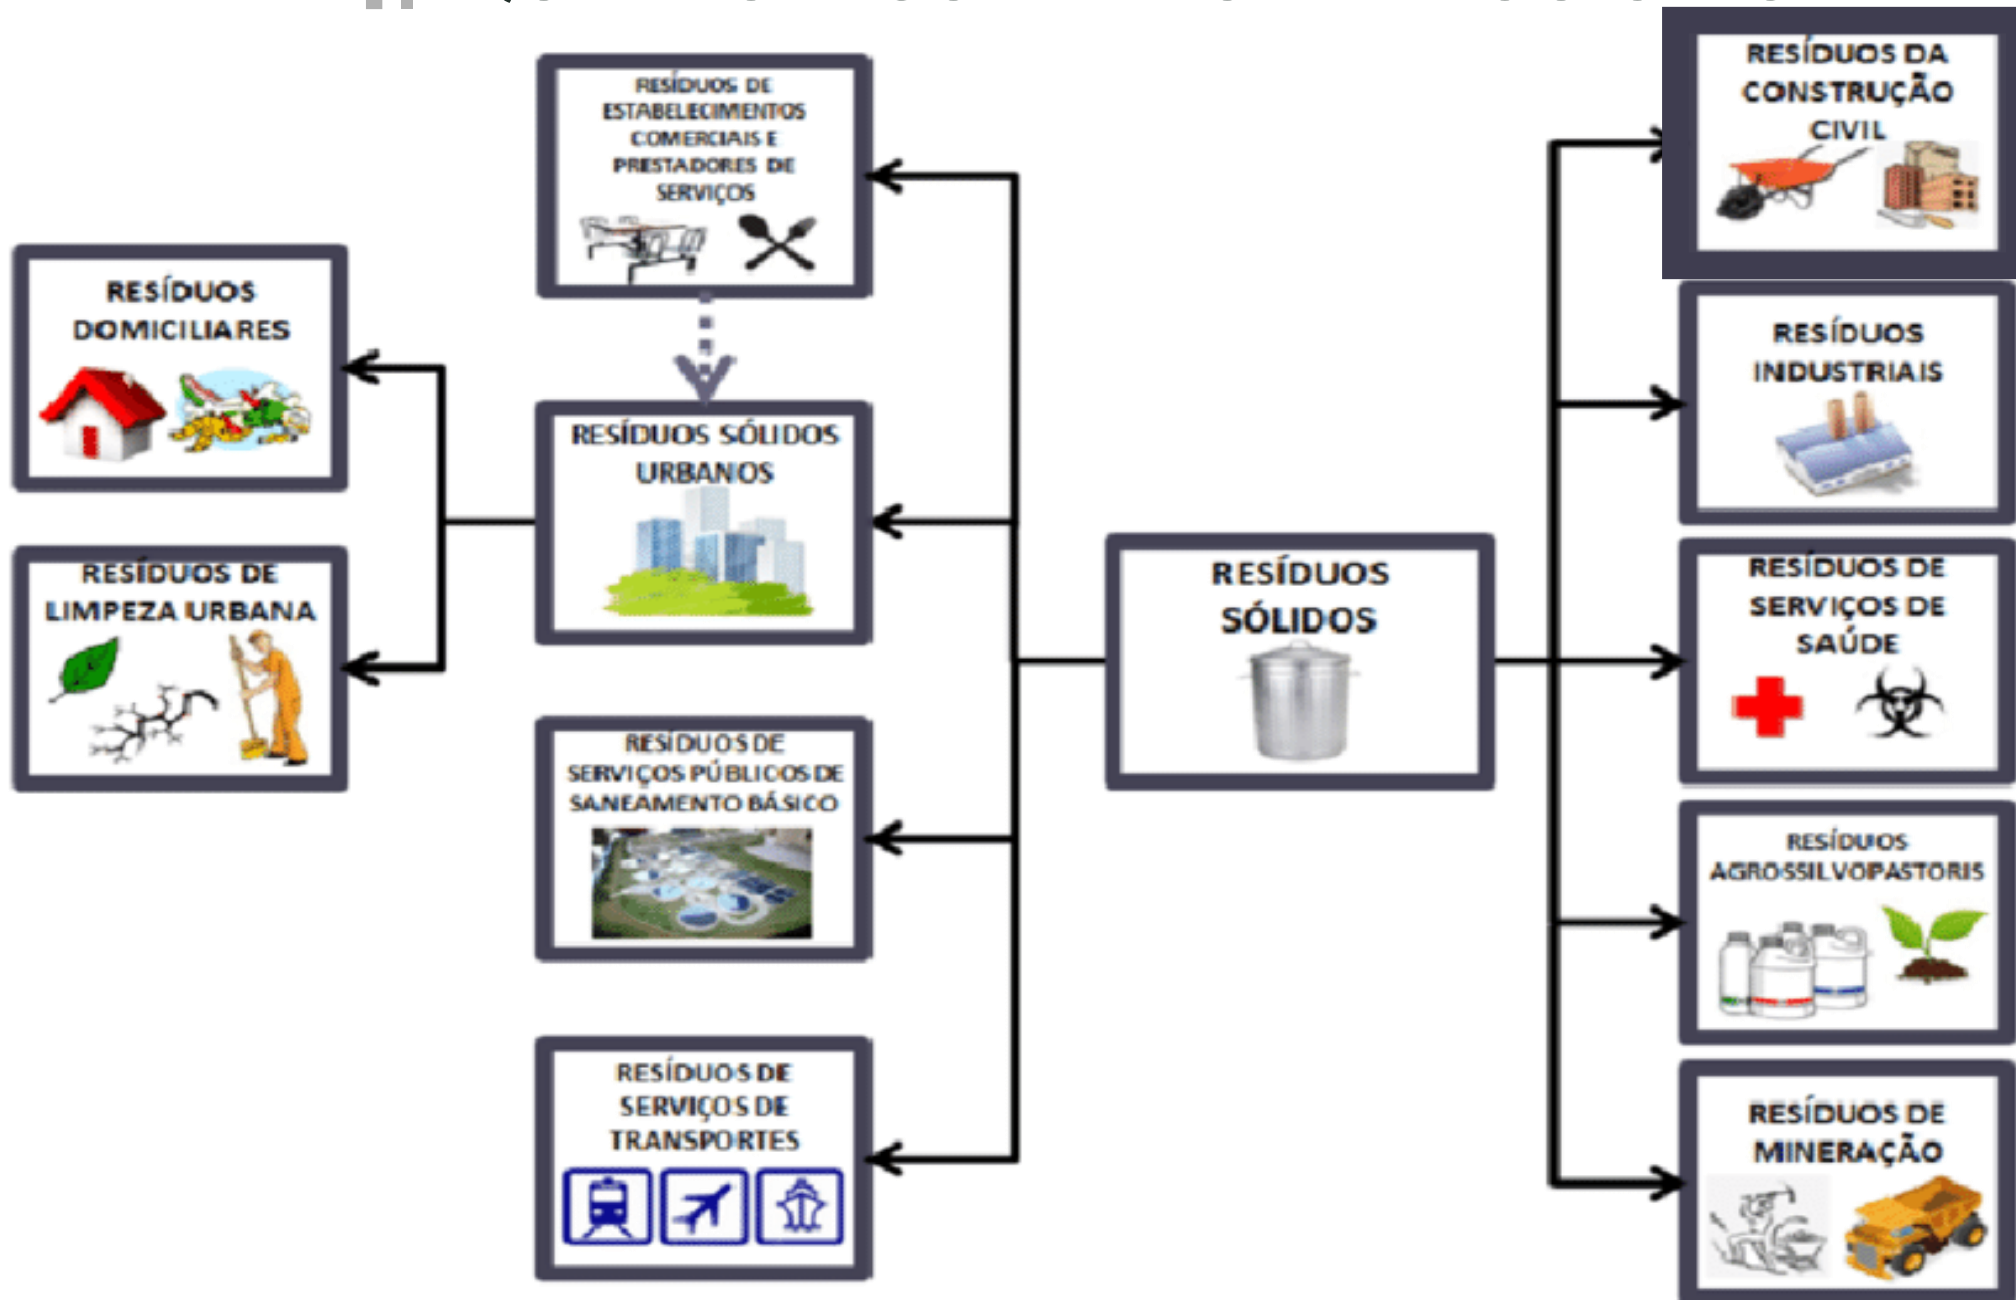 RESÍDUOS DE
ESTABELECIMENTOS
COMERCIAIS E
PRESTADORES DE
SERVIÇOS
RESÍDUOS
DOMICILIARES
RESÍDUOS SÓLIDOS
URBANOS
RESÍDUOS DE
LIMPEZA URBANA
RESÍDUOS DE
SERVIÇOS PÚBLICOS DE
SANEAMENTO BÁSICO
RESÍDUOS DE
SERVIÇOS DE
TRANSPORTES
RESÍDUOS
SÓLIDOS
RESÍDUOS DA
CONSTRUÇÃO
CIVIL
RESÍDUOS
INDUSTRIAIS
RESÍDUOS DE
SERVIÇOS DE
SAÚDE
RESÍDUOS
AGROSSILVOPASTORIS
RESÍDUOS DE
MINERAÇÃO